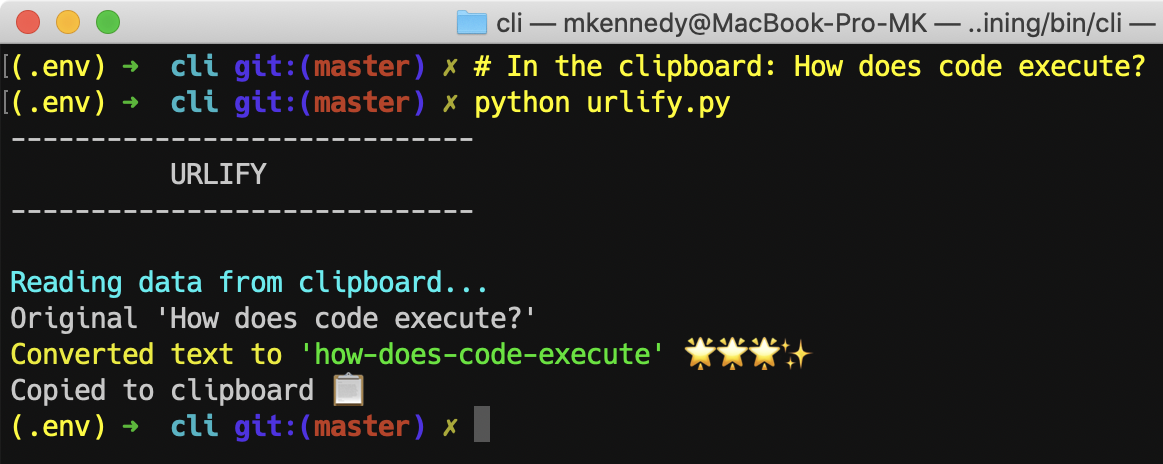 cli — mkennedy@MacBook-Pro-MK — ..ining/bin/cli —
[(.env) ➜  cli git:(master) ✗ # In the clipboard: How does code execute?
[(.env) ➜  cli git:(master) ✗ python urlify.py
-----------------------------
          URLIFY
-----------------------------
Reading data from clipboard...
Original 'How does code execute?'
Converted text to 'how-does-code-execute' 🌟🌟🌟✨
Copied to clipboard 📋
(.env) ➜  cli git:(master) ✗